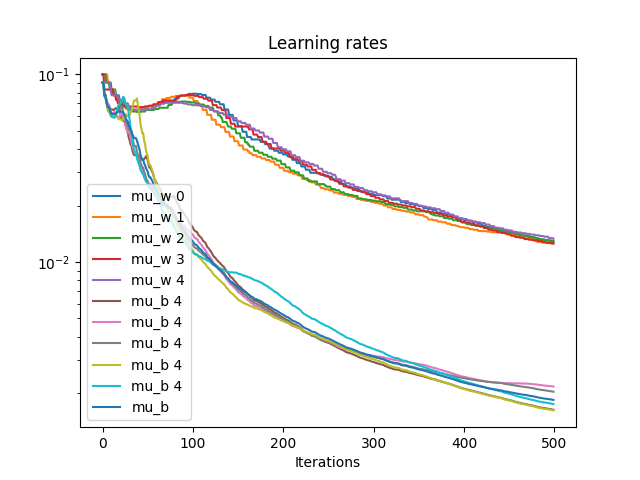 Learning rates
10⁻¹
10⁻²
mu_w 0
mu_w 1
mu_w 2
mu_w 3
mu_w 4
mu_b 4
mu_b 4
mu_b 4
mu_b 4
mu_b 4
mu_b
0 100 200 300 400 500
Iterations